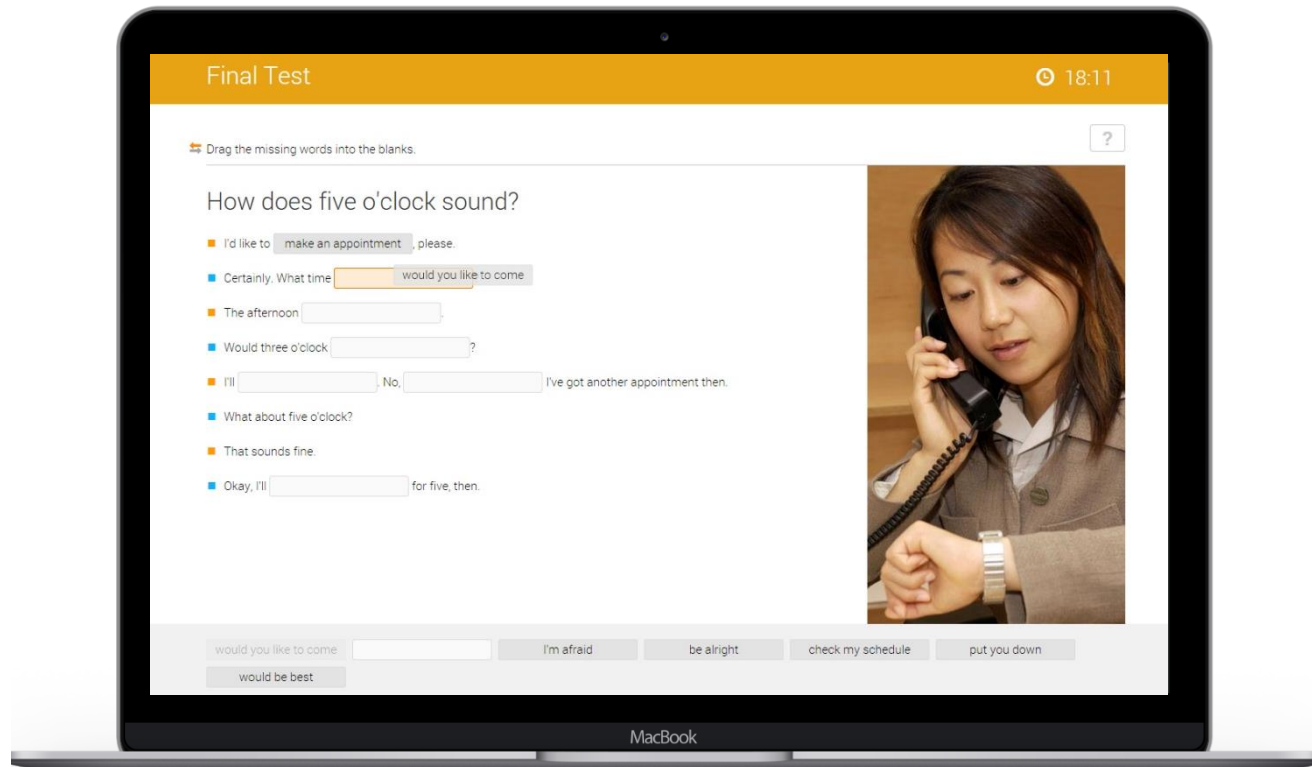 Final Test 18:11
Drag the missing words into the blanks. ?
How does five o'clock sound?
I'd like to make an appointment , please.
Certainly. What time would you like to come
The afternoon .
Would three o'clock ?
I'll . No, I've got another appointment then.
What about five o'clock?
That sounds fine.
Okay, I'll for five, then.
would you like to come I'm afraid be alright check my schedule put you down
would be best
MacBook